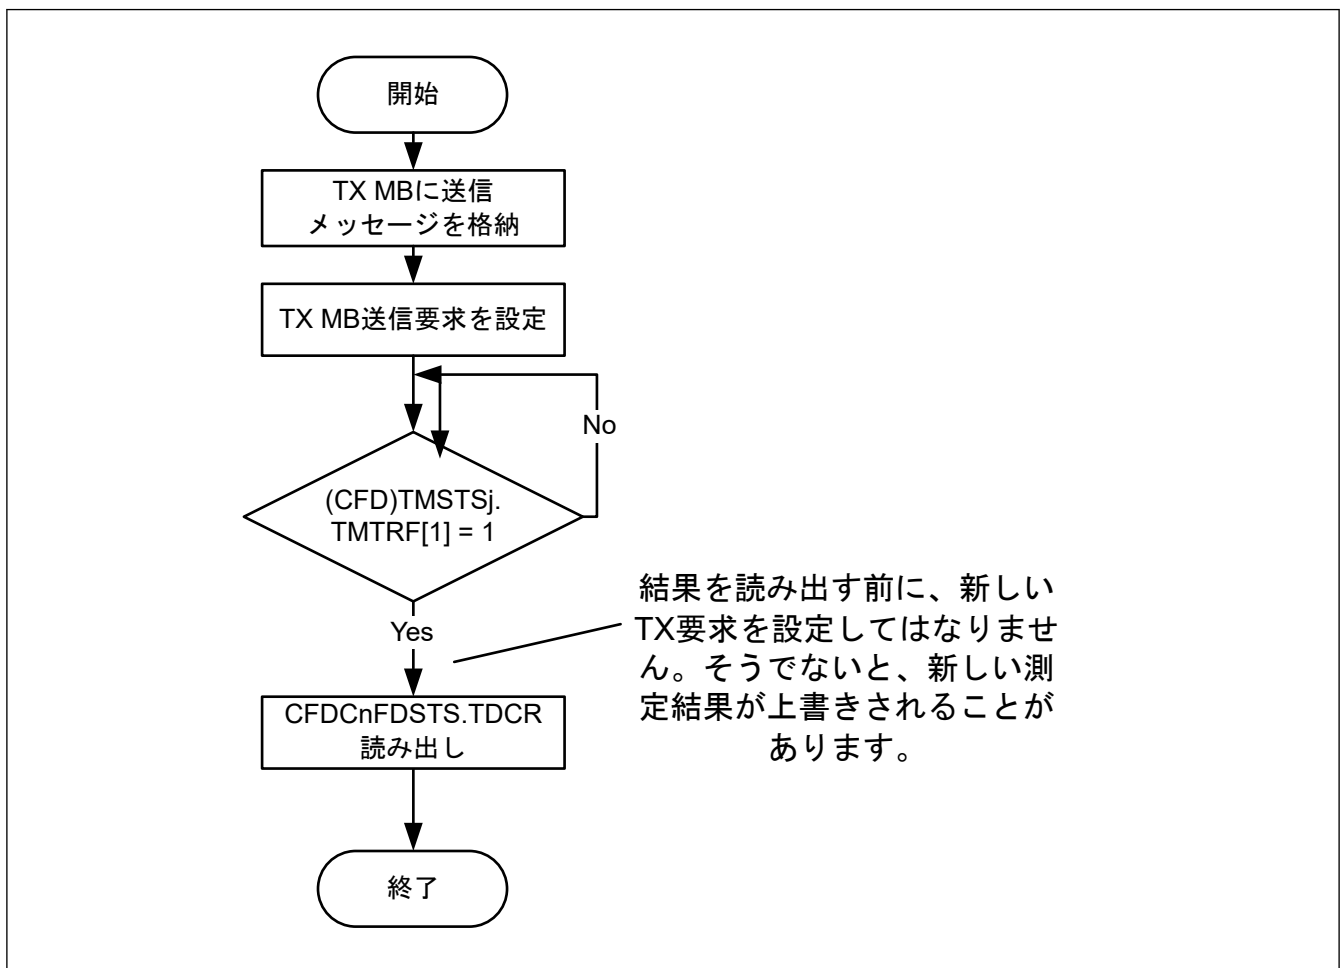 開始
TX MBに送信
メッセージを格納
TX MB送信要求を設定
No
(CFD)TMSTSj.
TMTRF[1] = 1
Yes
結果を読み出す前に、新しい
TX要求を設定してはなりませ
ん。そうでないと、新しい測
定結果が上書きされることが
あります。
CFDCnFDSTS.TDCR
読み出し
終了